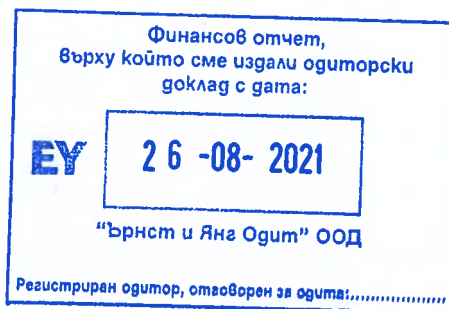 Финансов отчет,
върху който сме издали одиторски
доклад с дата:
EY
26 -08- 2021
"Ърнст и Янг Одит" ООД
Регистриран одитор, отговорен за одита:....................